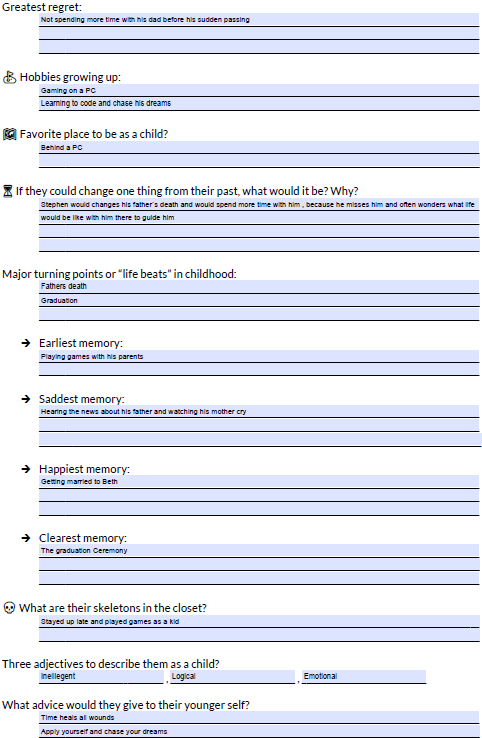 Greatest regret:
Not spending more time with his dad before his sudden passing
Hobbies growing up:
Gaming on a PC
Learning to code and chase his dreams
Favorite place to be as a child?
Behind a PC
If they could change one thing from their past, what would it be? Why?
Stephen would changes his father's death and would spend more time with him , because he misses him and often wonders what life
would be like with him there to guide him
Major turning points or “life beats” in childhood:
Fathers death
Graduation
→ Earliest memory:
Playing games with his parents
→ Saddest memory:
Hearing the news about his father and watching his mother cry
→ Happiest memory:
Getting married to Beth
→ Clearest memory:
The graduation Ceremony
What are their skeletons in the closet?
Stayed up late and played games as a kid
Three adjectives to describe them as a child?
Inelliegent , Logical , Emotional
What advice would they give to their younger self?
Time heals all wounds
Apply yourself and chase your dreams